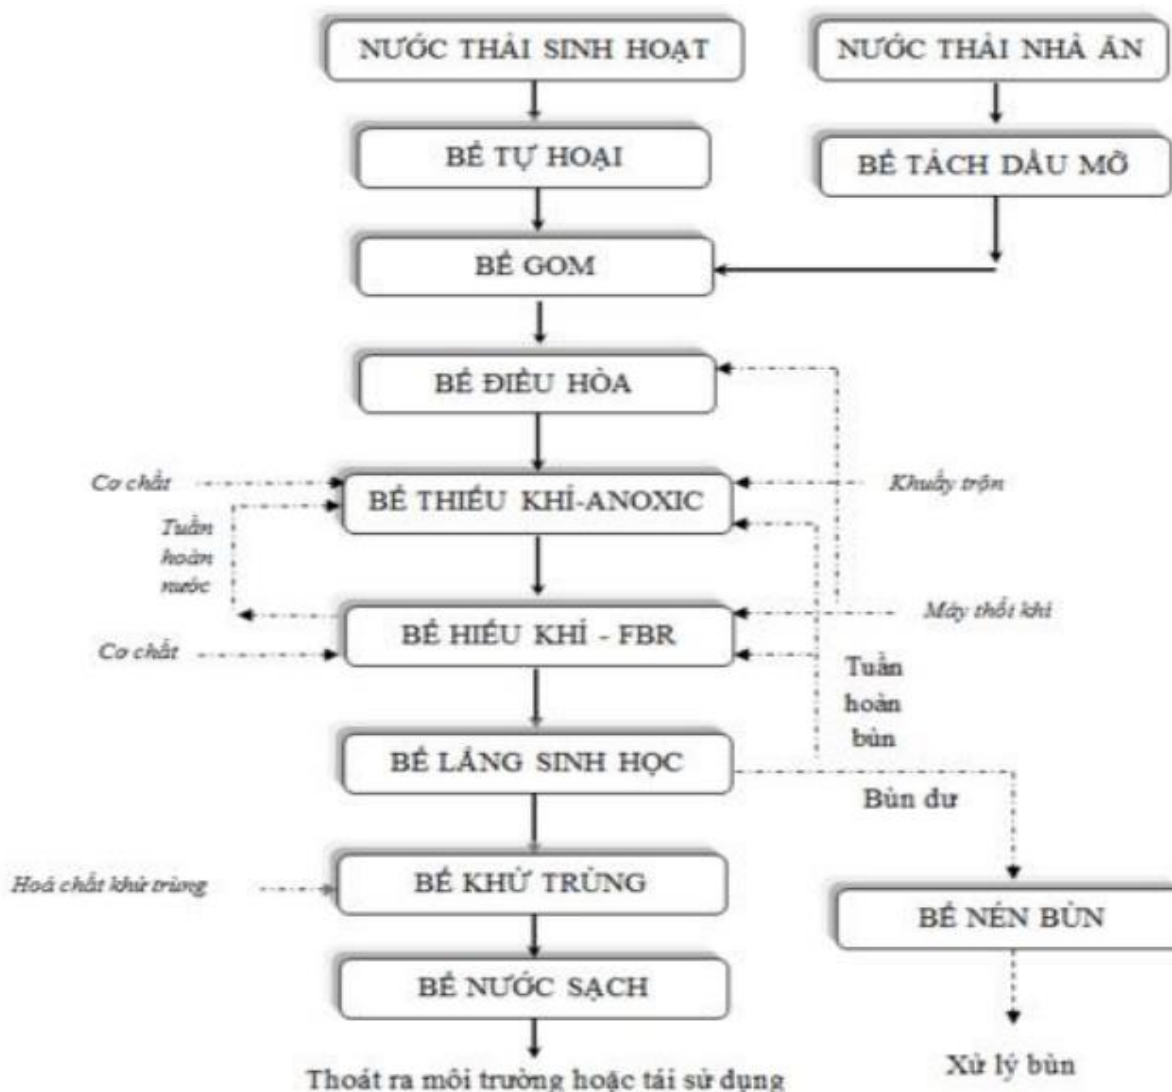 NƯỚC THẢI SINH HOẠT
NƯỚC THẢI NHÀ ĂN
BỂ TỰ HOẠI
BỂ TÁCH DẦU MỠ
BỂ GOM
BỂ ĐIỀU HÒA
Cơ chất
BỂ THIẾU KHÍ-ANOXIC
Khuấy trộn
Tuần
hoàn
nước
BỂ HIẾU KHÍ - FBR
Máy thổi khí
Cơ chất
Tuần
hoàn
bùn
BỂ LẮNG SINH HỌC
Bùn dư
Hoá chất khử trùng
BỂ KHỬ TRÙNG
BỂ NÉN BÙN
BỂ NƯỚC SẠCH
Thoát ra môi trường hoặc tái sử dụng
Xử lý bùn